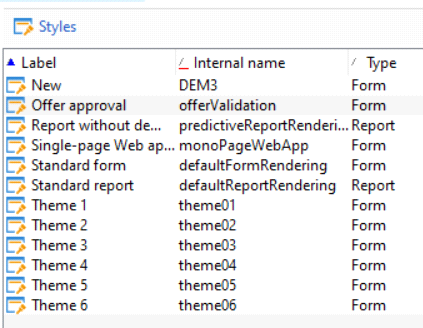 Styles
Label Internal name Type
New DEM3 Form
Offer approval offerValidation Form
Report without de... predictiveReportRenderi... Report
Single-page Web ap... monoPageWebApp Form
Standard form defaultFormRendering Form
Standard report defaultReportRendering Report
Theme 1 theme01 Form
Theme 2 theme02 Form
Theme 3 theme03 Form
Theme 4 theme04 Form
Theme 5 theme05 Form
Theme 6 theme06 Form